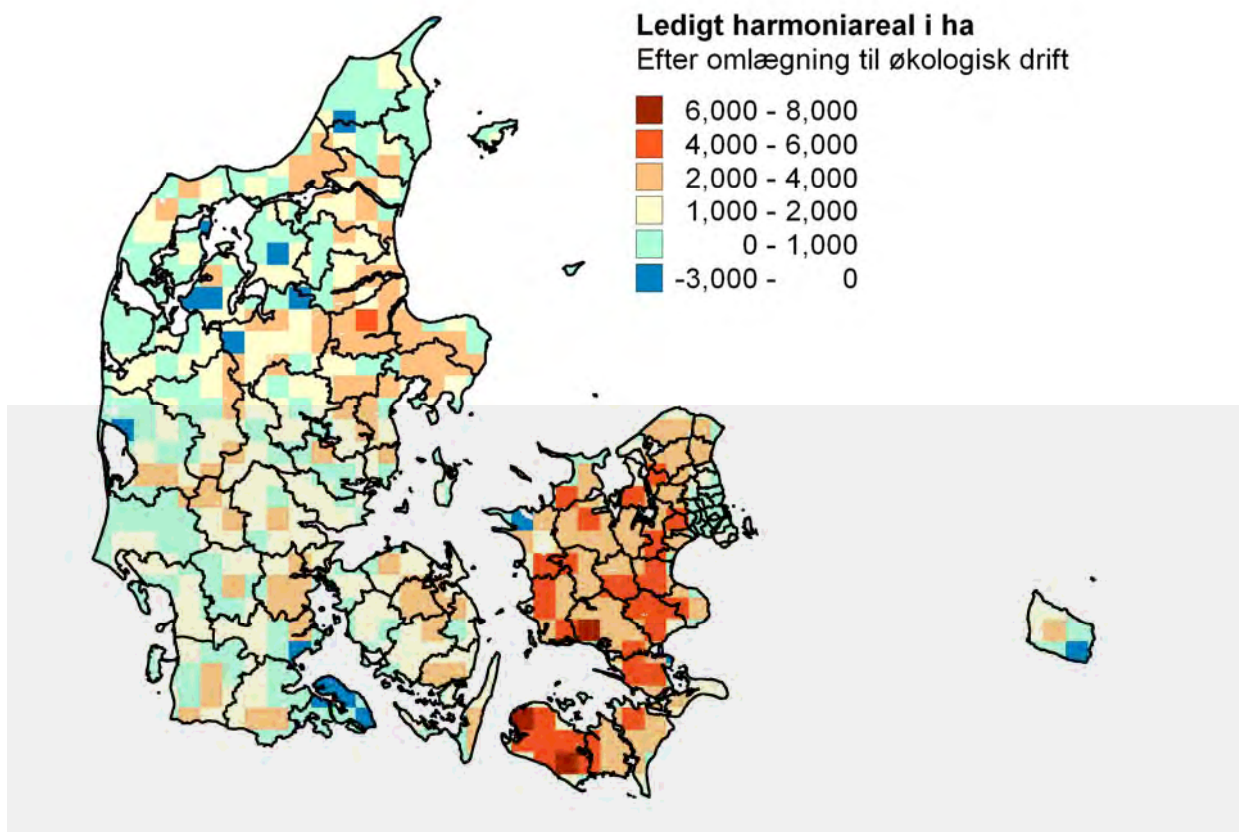 Ledigt harmoniareal i ha
Efter omlægning til økologisk drift
6,000 - 8,000
4,000 - 6,000
2,000 - 4,000
1,000 - 2,000
0 - 1,000
-3,000 - 0